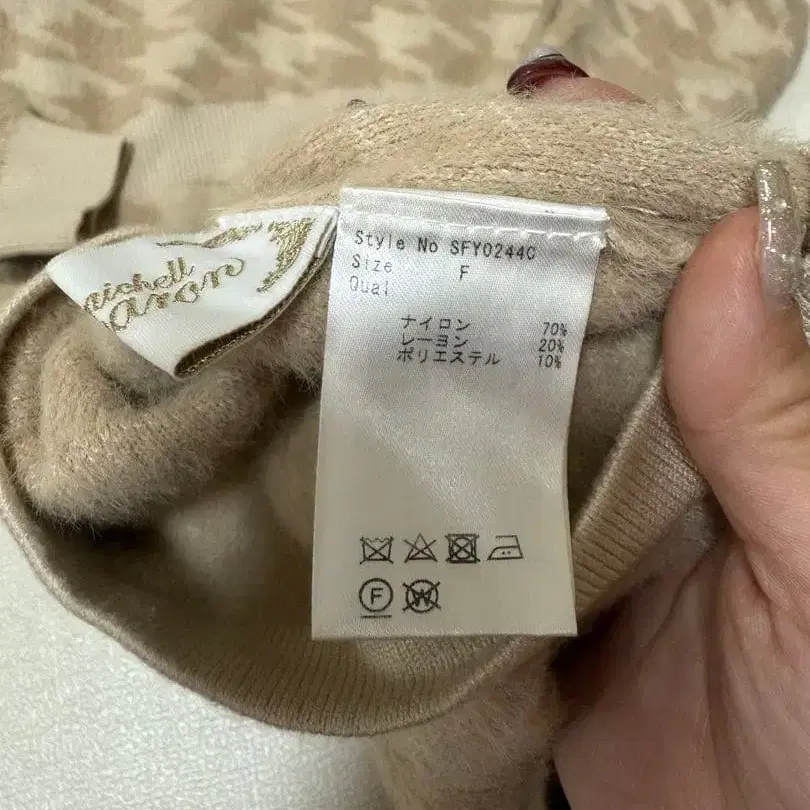 michell
aron
Style No SFY0244C
Size F
Qual
ナイロン 70%
レーヨン 20%
ポリエステル 10%
F
W